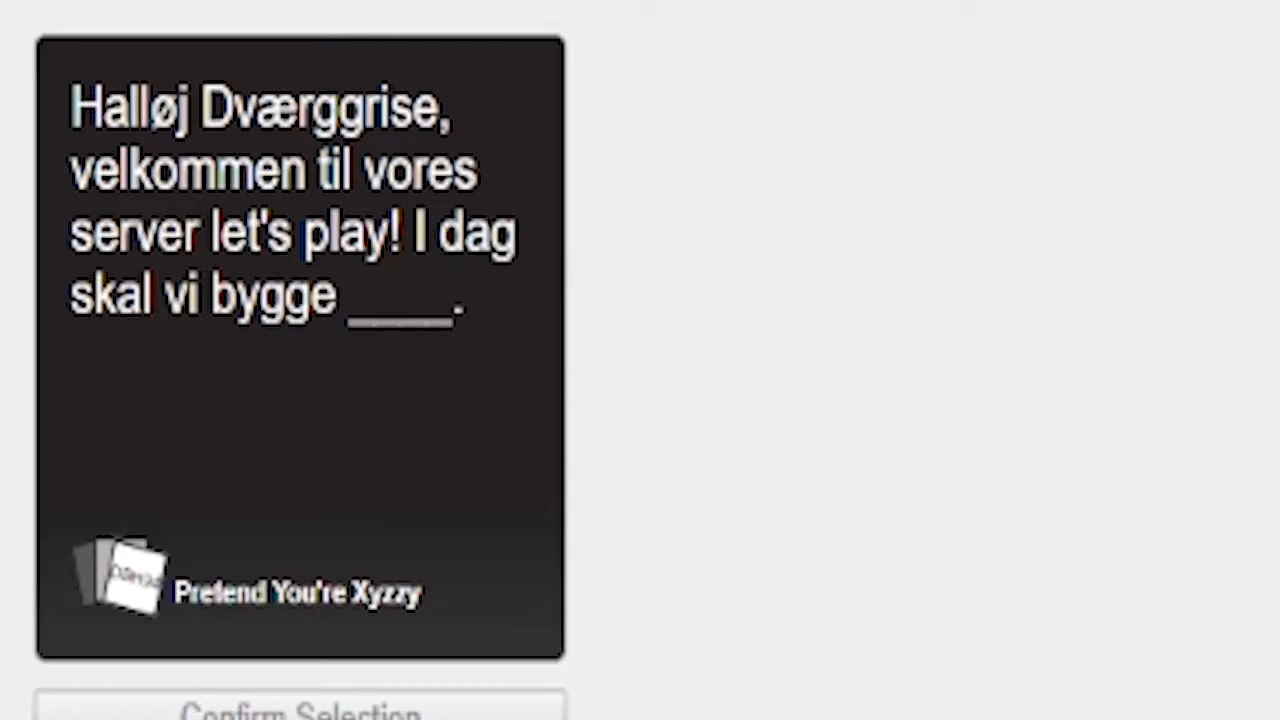 Halløj Dværggrise,
velkommen til vores
server let's play! I dag
skal vi bygge ____.
Pretend You're Xyzzy
Confirm Selection